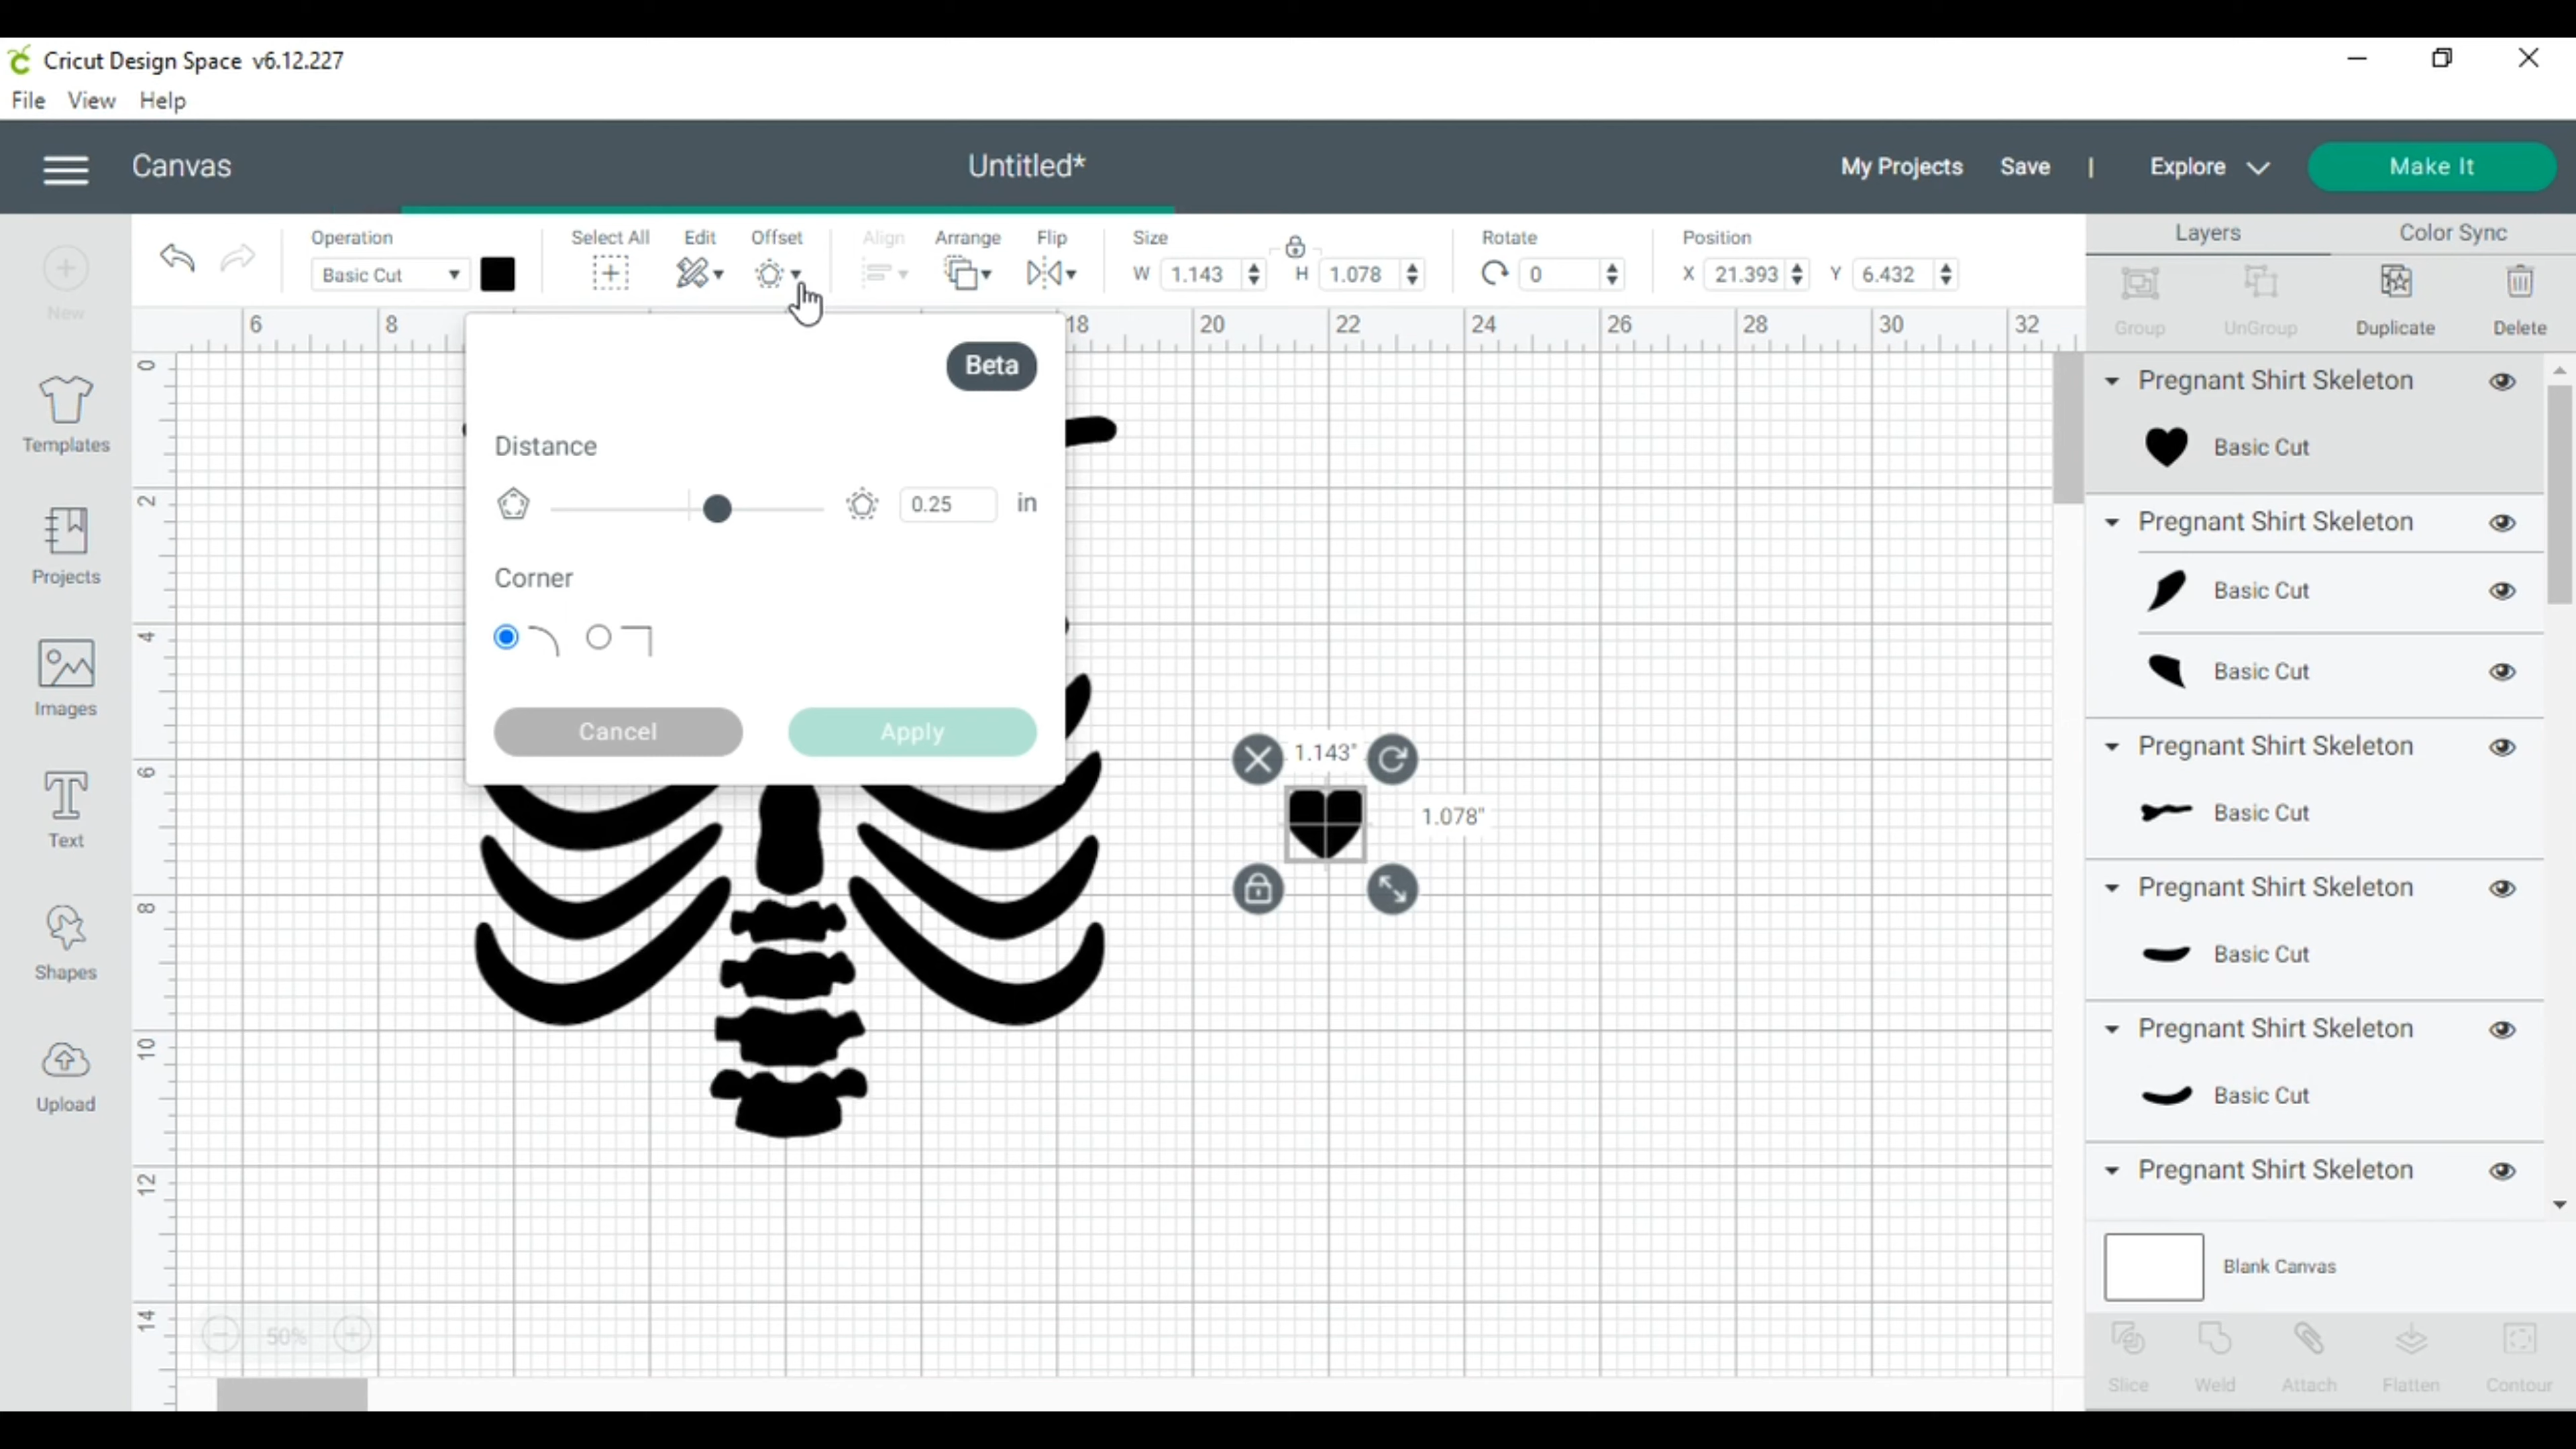 Cricut Design Space v6.12.227
File View Help
Canvas Untitled* My Projects Save | Explore Make It
New
Templates
Projects
Images
Text
Shapes
Upload
Operation Select All Edit Offset Align Arrange Flip Size Rotate Position
Basic Cut W 1.143 H 1.078 0 X 21.393 Y 6.432
6 8 18 20 22 24 26 28 30 32
0
2
4
6
8
10
12
14
Beta
Distance
0.25 in
Corner
Cancel Apply
1.143"
1.078"
50%
Layers Color Sync
Group UnGroup Duplicate Delete
Pregnant Shirt Skeleton
Basic Cut
Pregnant Shirt Skeleton
Basic Cut
Basic Cut
Pregnant Shirt Skeleton
Basic Cut
Pregnant Shirt Skeleton
Basic Cut
Pregnant Shirt Skeleton
Basic Cut
Pregnant Shirt Skeleton
Blank Canvas
Slice Weld Attach Flatten Contour